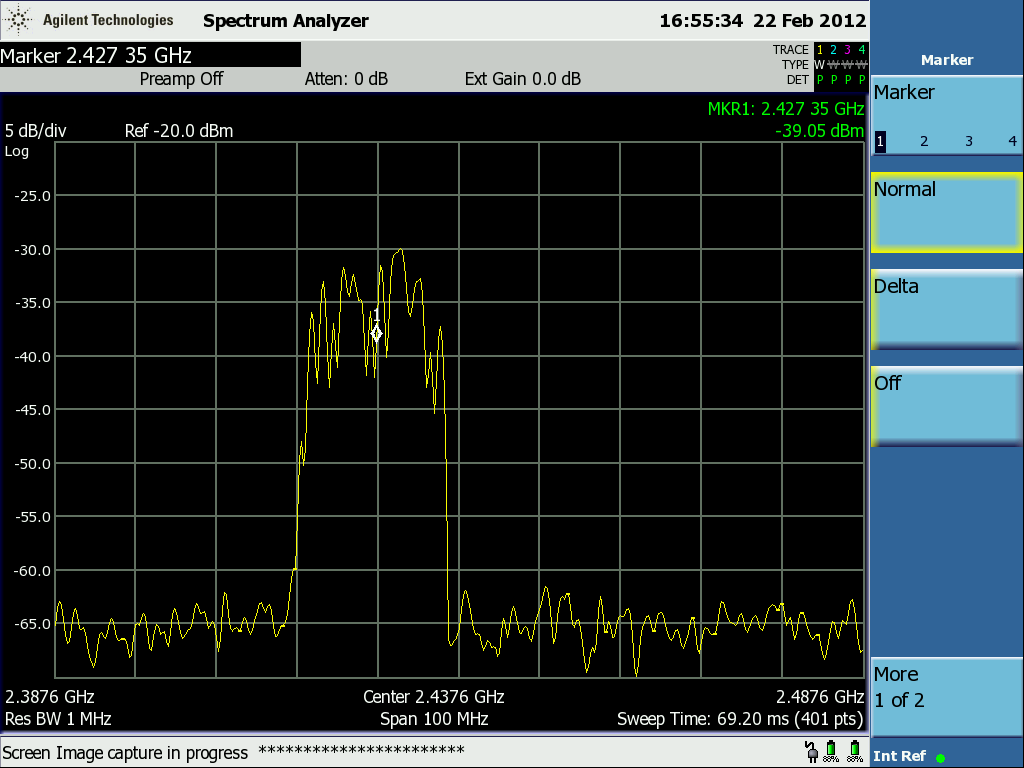 Agilent Technologies Spectrum Analyzer 16:55:34 22 Feb 2012
Marker 2.427 35 GHz
Preamp Off Atten: 0 dB Ext Gain 0.0 dB
TRACE 1 2 3 4
TYPE W W W W
DET P P P P
MKR1: 2.427 35 GHz
5 dB/div Ref -20.0 dBm -39.05 dBm
Log
-25.0
-30.0
-35.0
1
-40.0
-45.0
-50.0
-55.0
-60.0
-65.0
2.3876 GHz Center 2.4376 GHz 2.4876 GHz
Res BW 1 MHz Span 100 MHz Sweep Time: 69.20 ms (401 pts)
Screen Image capture in progress ***********************
Marker
Marker
1 2 3 4
Normal
Delta
Off
More
1 of 2
Int Ref